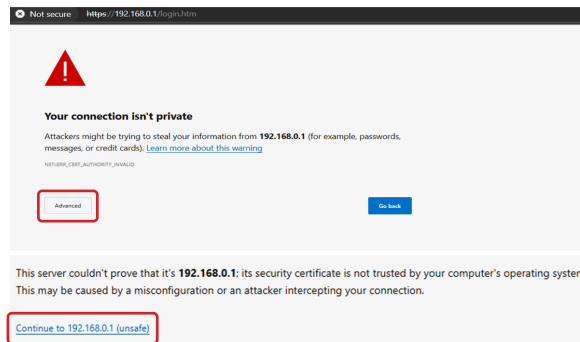 Not secure https://192.168.0.1/login.htm
Your connection isn't private
Attackers might be trying to steal your information from 192.168.0.1 (for example, passwords,
messages, or credit cards). Learn more about this warning
NET::ERR_CERT_AUTHORITY_INVALID
Advanced Go back
This server couldn't prove that it's 192.168.0.1; its security certificate is not trusted by your computer's operating system
This may be caused by a misconfiguration or an attacker intercepting your connection.
Continue to 192.168.0.1 (unsafe)